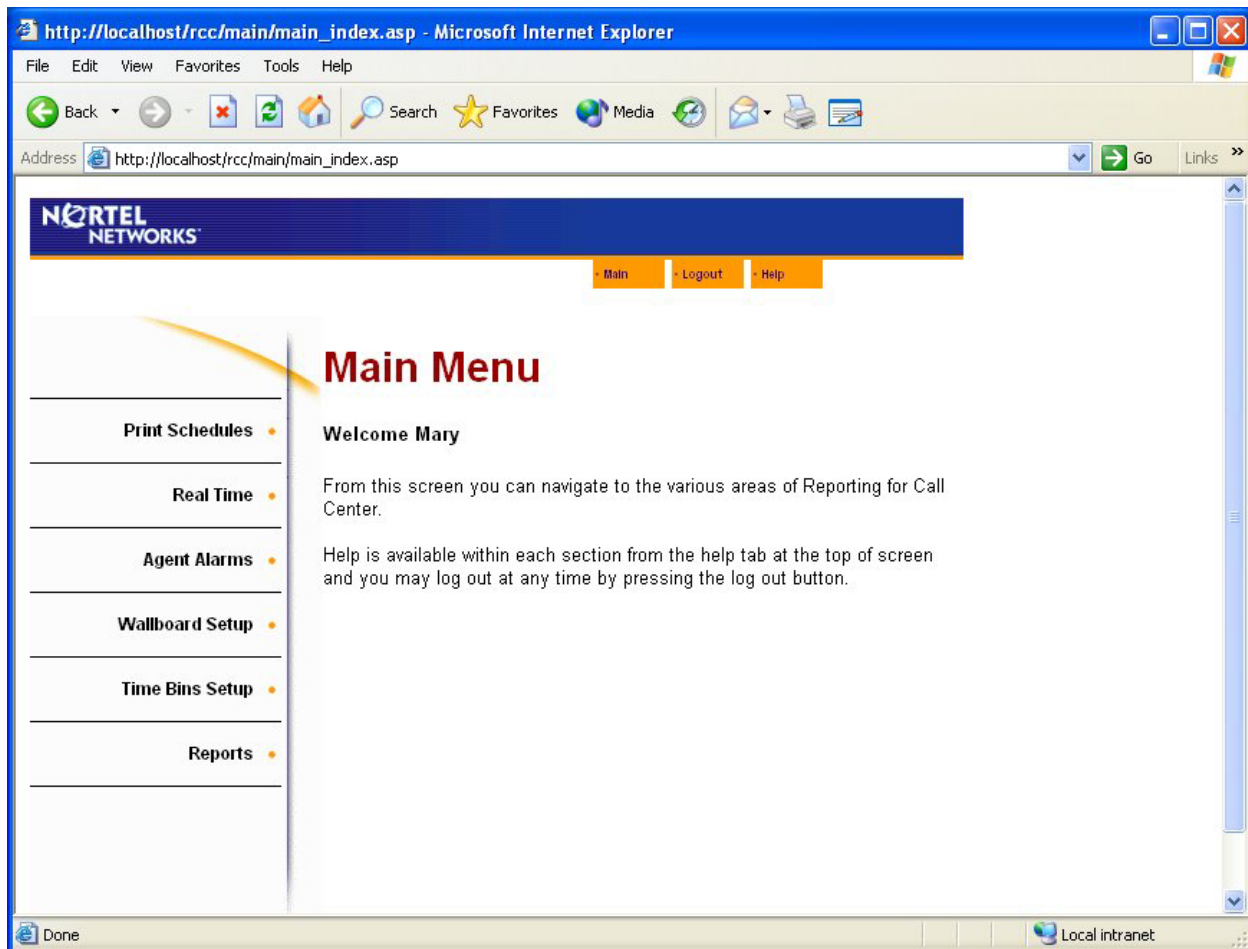 http://localhost/rcc/main/main_index.asp - Microsoft Internet Explorer
File Edit View Favorites Tools Help
Back Search Favorites Media
Address http://localhost/rcc/main/main_index.asp Go Links »
NORTEL
NETWORKS
Main Logout Help
Main Menu
Print Schedules
Welcome Mary
Real Time
From this screen you can navigate to the various areas of Reporting for Call
Center.
Agent Alarms
Help is available within each section from the help tab at the top of screen
and you may log out at any time by pressing the log out button.
Wallboard Setup
Time Bins Setup
Reports
Done Local intranet